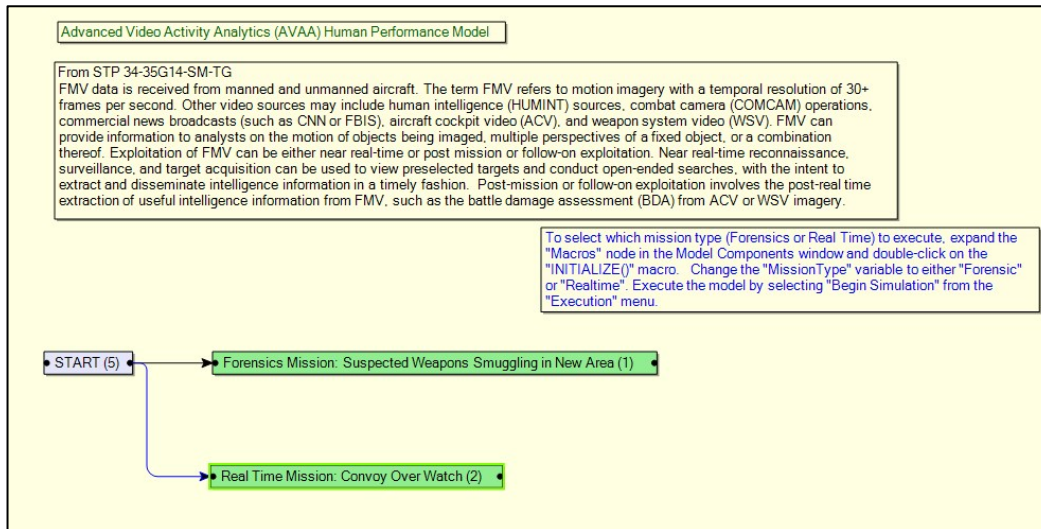 Advanced Video Activity Analytics (AVAA) Human Performance Model
From STP 34-35G14-SM-TG
FMV data is received from manned and unmanned aircraft. The term FMV refers to motion imagery with a temporal resolution of 30+
frames per second. Other video sources may include human intelligence (HUMINT) sources, combat camera (COMCAM) operations,
commercial news broadcasts (such as CNN or FBIS), aircraft cockpit video (ACV), and weapon system video (WSV). FMV can
provide information to analysts on the motion of objects being imaged, multiple perspectives of a fixed object, or a combination
thereof. Exploitation of FMV can be either near real-time or post mission or follow-on exploitation. Near real-time reconnaissance,
surveillance, and target acquisition can be used to view preselected targets and conduct open-ended searches, with the intent to
extract and disseminate intelligence information in a timely fashion. Post-mission or follow-on exploitation involves the post-real time
extraction of useful intelligence information from FMV, such as the battle damage assessment (BDA) from ACV or WSV imagery.
To select which mission type (Forensics or Real Time) to execute, expand the
"Macros" node in the Model Components window and double-click on the
"INITIALIZE()" macro. Change the "MissionType" variable to either "Forensic"
or "Realtime". Execute the model by selecting "Begin Simulation" from the
"Execution" menu.
START (5)
Forensics Mission: Suspected Weapons Smuggling in New Area (1)
Real Time Mission: Convoy Over Watch (2)